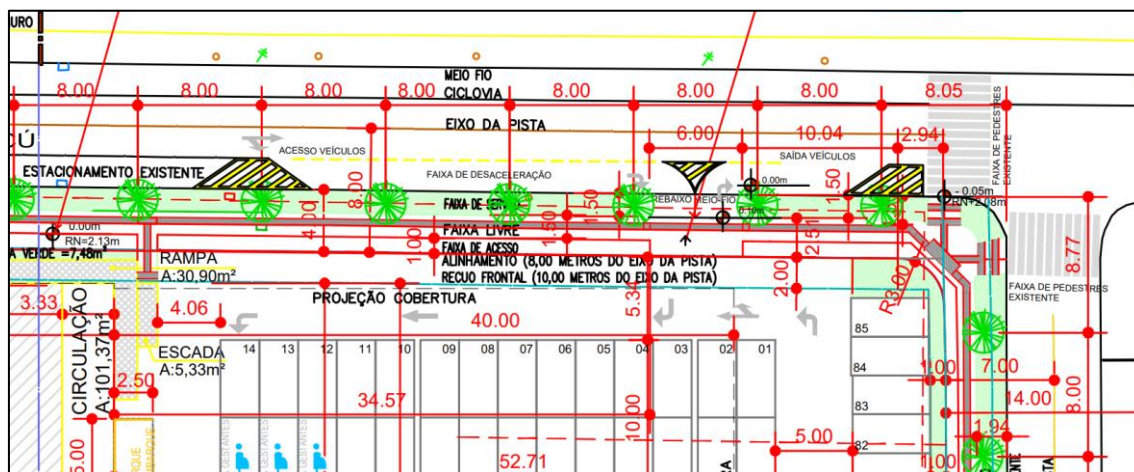 URO
MEIO FIO
CICLOVIA
8.00
8.00
8.00
8.00
8.00
8.00
8.00
8.05
FAIXA DE PEDESTRES
EXISTENTE
EIXO DA PISTA
6.00
10.04
2.94
CÚ
ACESSO VEÍCULOS
SAÍDA VEÍCULOS
ESTACIONAMENTO EXISTENTE
FAIXA DE DESACELERAÇÃO
8.00
1.50
0.00m
1.50
- 0.05m
RN=2.08m
REBAIXO MEIO-FIO
0.10m
4.00
0.00m
RN=2.13m
FAIXA LIVRE
1.50
2.51
1.00
FAIXA DE ACESSO
A VERDE =7,48m²
RAMPA
A:30,90m²
ALINHAMENTO (8,00 METROS DO EIXO DA PISTA)
RECUO FRONTAL (10,00 METROS DO EIXO DA PISTA)
2.00
R3.00
8.77
FAIXA DE PEDESTRES
EXISTENTE
3.33
4.06
PROJEÇÃO COBERTURA
5.34
40.00
CIRCULAÇÃO
A:101,37m²
ESCADA
A:5,33m²
14
13
12
11
10
09
08
07
06
05
04
03
02
01
85
84
83
82
2.50
34.57
10.00
1.00
7.00
14.00
8.00
5.00
GESTANTES
GESTANTES
GESTANTES
52.71
5.00
1.94
1.00